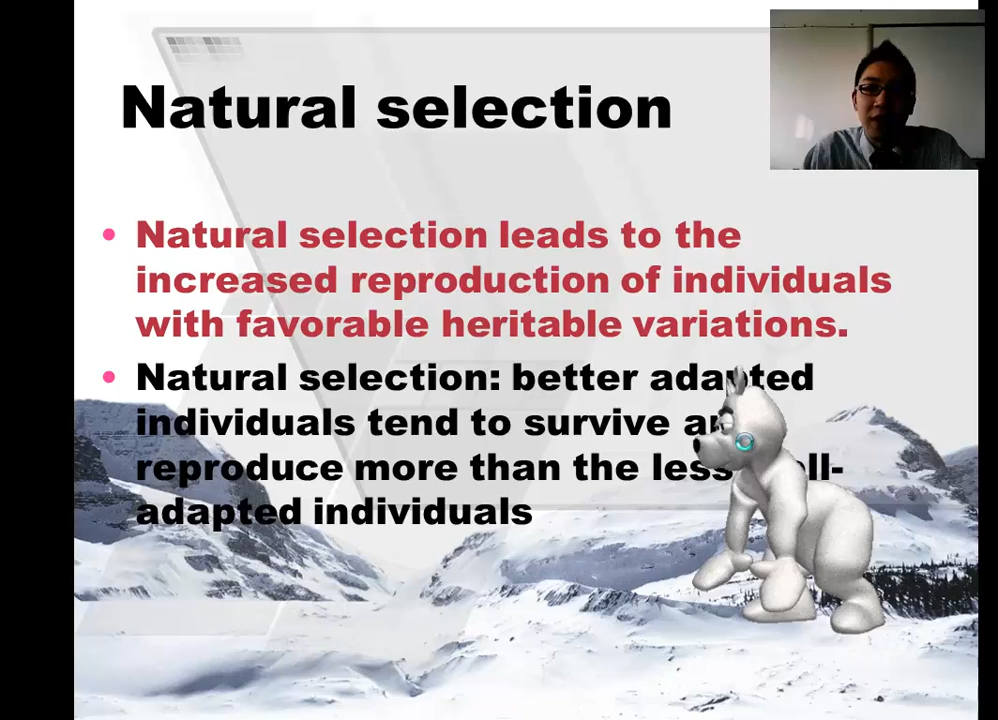 Natural selection
• Natural selection leads to the
increased reproduction of individuals
with favorable heritable variations.
• Natural selection: better adapted
individuals tend to survive
reproduce more than the less
adapted individuals